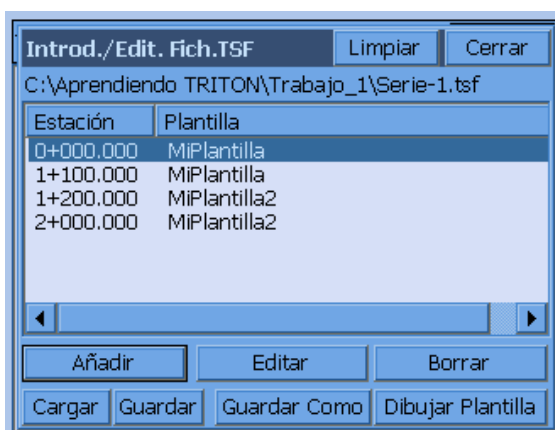 Introd./Edit. Fich.TSF Limpiar Cerrar
C:\Aprendiendo TRITON\Trabajo_1\Serie-1.tsf
Estación Plantilla
0+000.000 MiPlantilla
1+100.000 MiPlantilla
1+200.000 MiPlantilla2
2+000.000 MiPlantilla2
Añadir Editar Borrar
Cargar Guardar Guardar Como Dibujar Plantilla